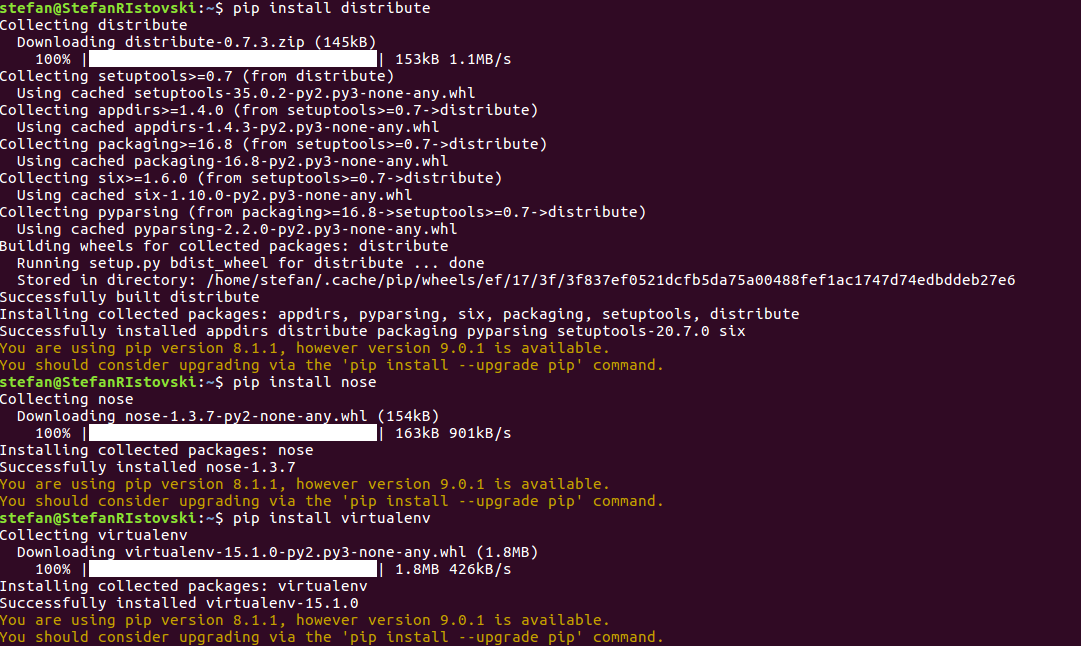 stefan@StefanRIstovski:~$ pip install distribute
Collecting distribute
  Downloading distribute-0.7.3.zip (145kB)
    100% |████████████████████████████████| 153kB 1.1MB/s
Collecting setuptools>=0.7 (from distribute)
  Using cached setuptools-35.0.2-py2.py3-none-any.whl
Collecting appdirs>=1.4.0 (from setuptools>=0.7->distribute)
  Using cached appdirs-1.4.3-py2.py3-none-any.whl
Collecting packaging>=16.8 (from setuptools>=0.7->distribute)
  Using cached packaging-16.8-py2.py3-none-any.whl
Collecting six>=1.6.0 (from setuptools>=0.7->distribute)
  Using cached six-1.10.0-py2.py3-none-any.whl
Collecting pyparsing (from packaging>=16.8->setuptools>=0.7->distribute)
  Using cached pyparsing-2.2.0-py2.py3-none-any.whl
Building wheels for collected packages: distribute
  Running setup.py bdist_wheel for distribute ... done
  Stored in directory: /home/stefan/.cache/pip/wheels/ef/17/3f/3f837ef0521dcfb5da75a00488fef1ac1747d74edbddeb27e6
Successfully built distribute
Installing collected packages: appdirs, pyparsing, six, packaging, setuptools, distribute
Successfully installed appdirs distribute packaging pyparsing setuptools-20.7.0 six
You are using pip version 8.1.1, however version 9.0.1 is available.
You should consider upgrading via the 'pip install --upgrade pip' command.
stefan@StefanRIstovski:~$ pip install nose
Collecting nose
  Downloading nose-1.3.7-py2-none-any.whl (154kB)
    100% |████████████████████████████████| 163kB 901kB/s
Installing collected packages: nose
Successfully installed nose-1.3.7
You are using pip version 8.1.1, however version 9.0.1 is available.
You should consider upgrading via the 'pip install --upgrade pip' command.
stefan@StefanRIstovski:~$ pip install virtualenv
Collecting virtualenv
  Downloading virtualenv-15.1.0-py2.py3-none-any.whl (1.8MB)
    100% |████████████████████████████████| 1.8MB 426kB/s
Installing collected packages: virtualenv
Successfully installed virtualenv-15.1.0
You are using pip version 8.1.1, however version 9.0.1 is available.
You should consider upgrading via the 'pip install --upgrade pip' command.